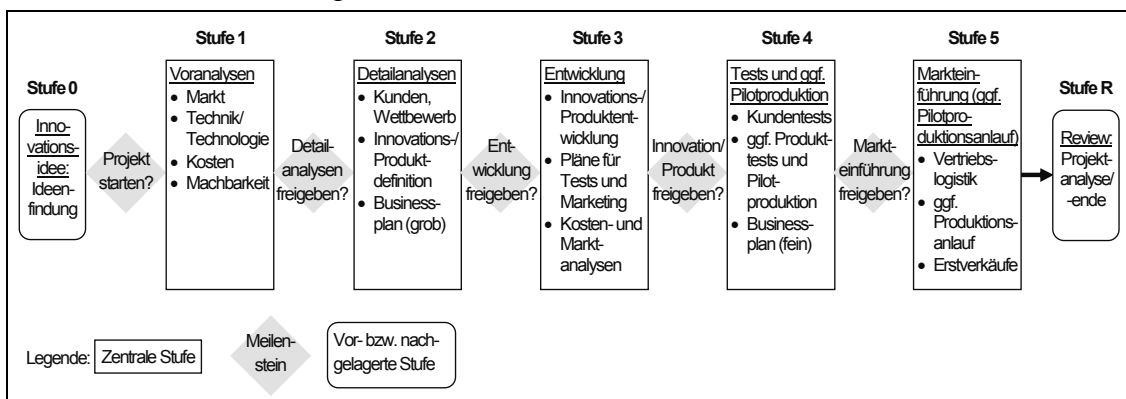 Stufe 0
Inno-
vations-
idee:
Ideen-
findung
Projekt
starten?
Stufe 1
Voranalysen
• Markt
• Technik/
Technologie
• Kosten
• Machbarkeit
Detail-
analysen
freigeben?
Stufe 2
Detailanalysen
• Kunden,
Wettbewerb
• Innovations-/
Produkt-
definition
• Business-
plan (grob)
Ent-
wicklung
freigeben?
Stufe 3
Entwicklung
• Innovations-/
Produktent-
wicklung
• Pläne für
Tests und
Marketing
• Kosten- und
Markt-
analysen
Innovation/
Produkt
freigeben?
Stufe 4
Tests und ggf.
Pilotproduktion
• Kundentests
• ggf. Produkt-
tests und
Pilot-
produktion
• Business-
plan (fein)
Markt-
einführung
freigeben?
Stufe 5
Marktein-
führung (ggf.
Pilotpro-
duktionsanlauf)
• Vertriebs-
logistik
• ggf.
Produktions-
anlauf
• Erstverkäufe
Stufe R
Review:
Projekt-
analyse/
-ende
Legende:
Zentrale Stufe
Meilen-
stein
Vor- bzw. nach-
gelagerte Stufe